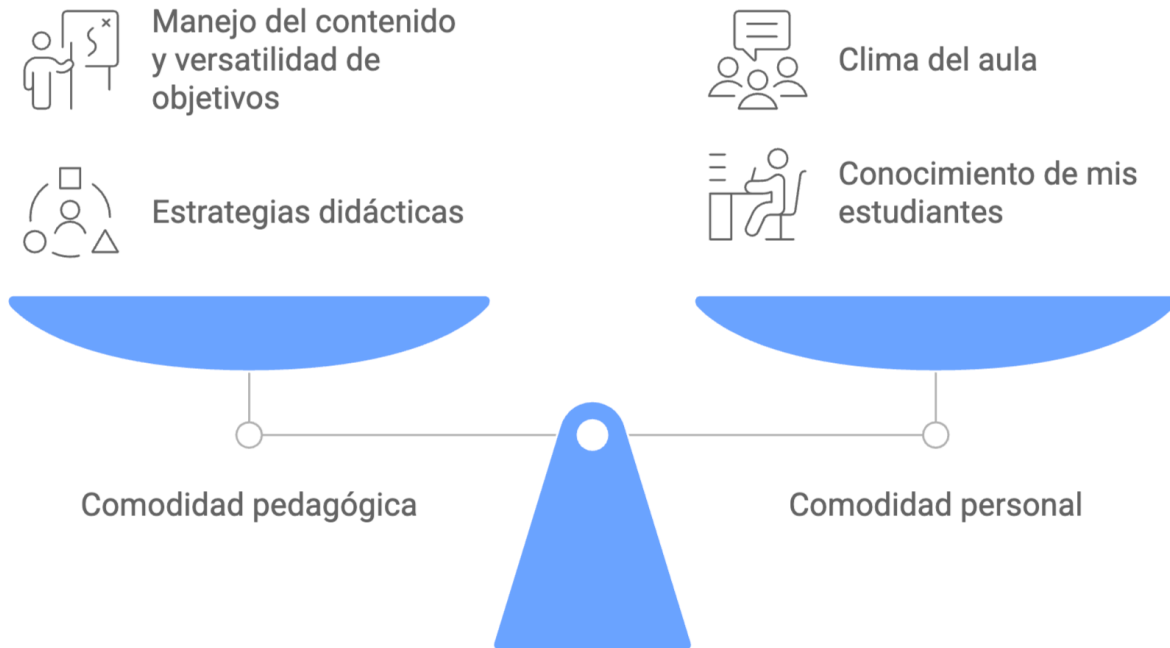 Manejo del contenido
y versatilidad de
objetivos
Estrategias didácticas
Clima del aula
Conocimiento de mis
estudiantes
Comodidad pedagógica
Comodidad personal